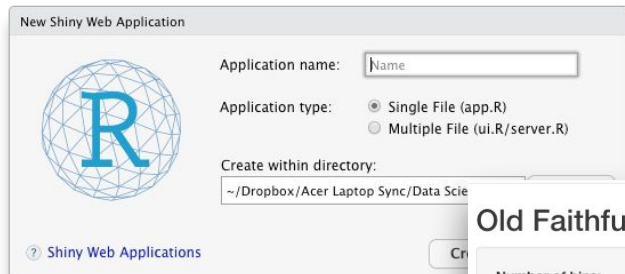 New Shiny Web Application
Application name: Name
Application type: Single File (app.R)
Multiple File (ui.R/server.R)
Create within directory:
~/Dropbox/Acer Laptop Sync/Data Scie
R
Shiny Web Applications
Cr
Old Faithfu